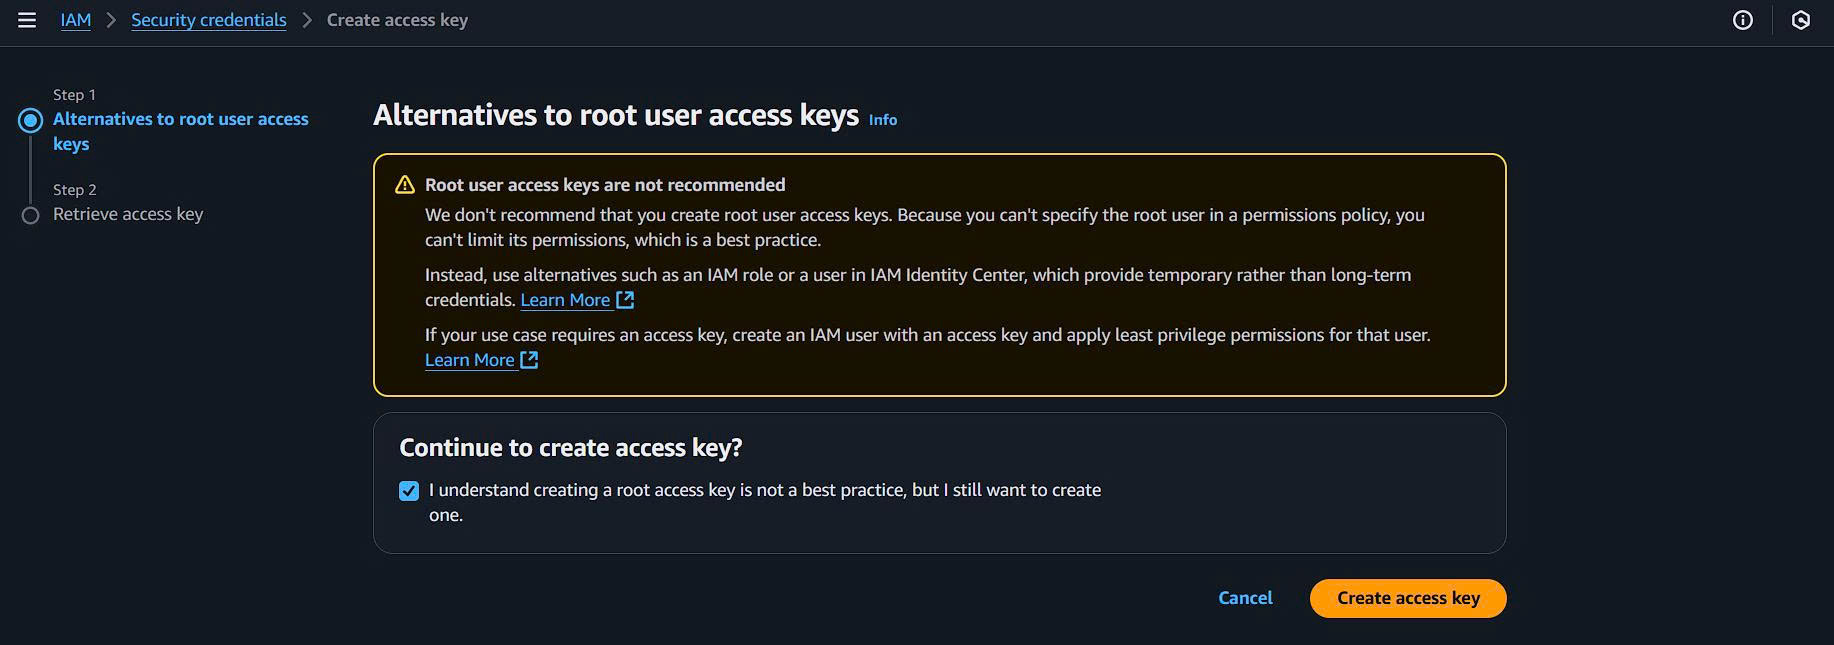 IAM > Security credentials > Create access key
Step 1
Alternatives to root user access
keys
Step 2
Retrieve access key
Alternatives to root user access keys Info
Root user access keys are not recommended
We don't recommend that you create root user access keys. Because you can't specify the root user in a permissions policy, you
can't limit its permissions, which is a best practice.
Instead, use alternatives such as an IAM role or a user in IAM Identity Center, which provide temporary rather than long-term
credentials. Learn More
If your use case requires an access key, create an IAM user with an access key and apply least privilege permissions for that user.
Learn More
Continue to create access key?
I understand creating a root access key is not a best practice, but I still want to create
one.
Cancel Create access key